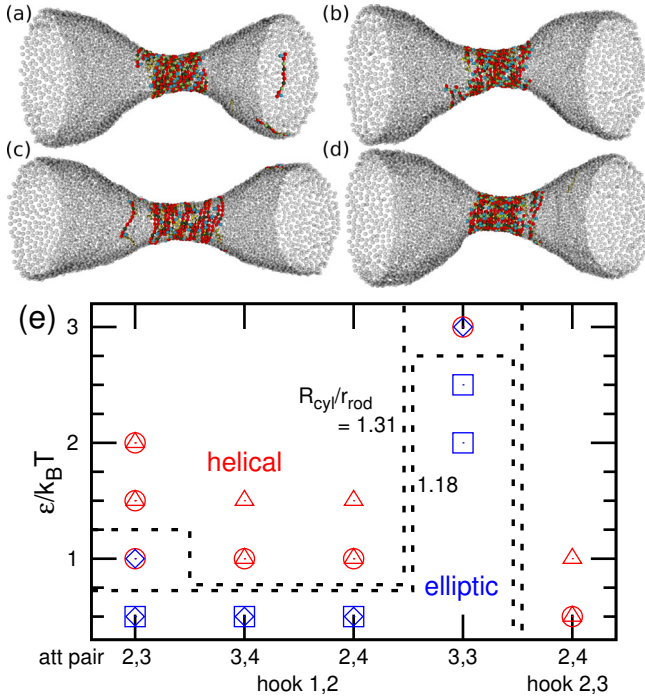 (a)
(b)
(c)
(d)
(e)
3
R_cyl/r_rod
= 1.31
2
helical
1.18
ε/k_BT
1
elliptic
att pair 2,3 3,4 2,4 3,3 2,4
hook 1,2 hook 2,3